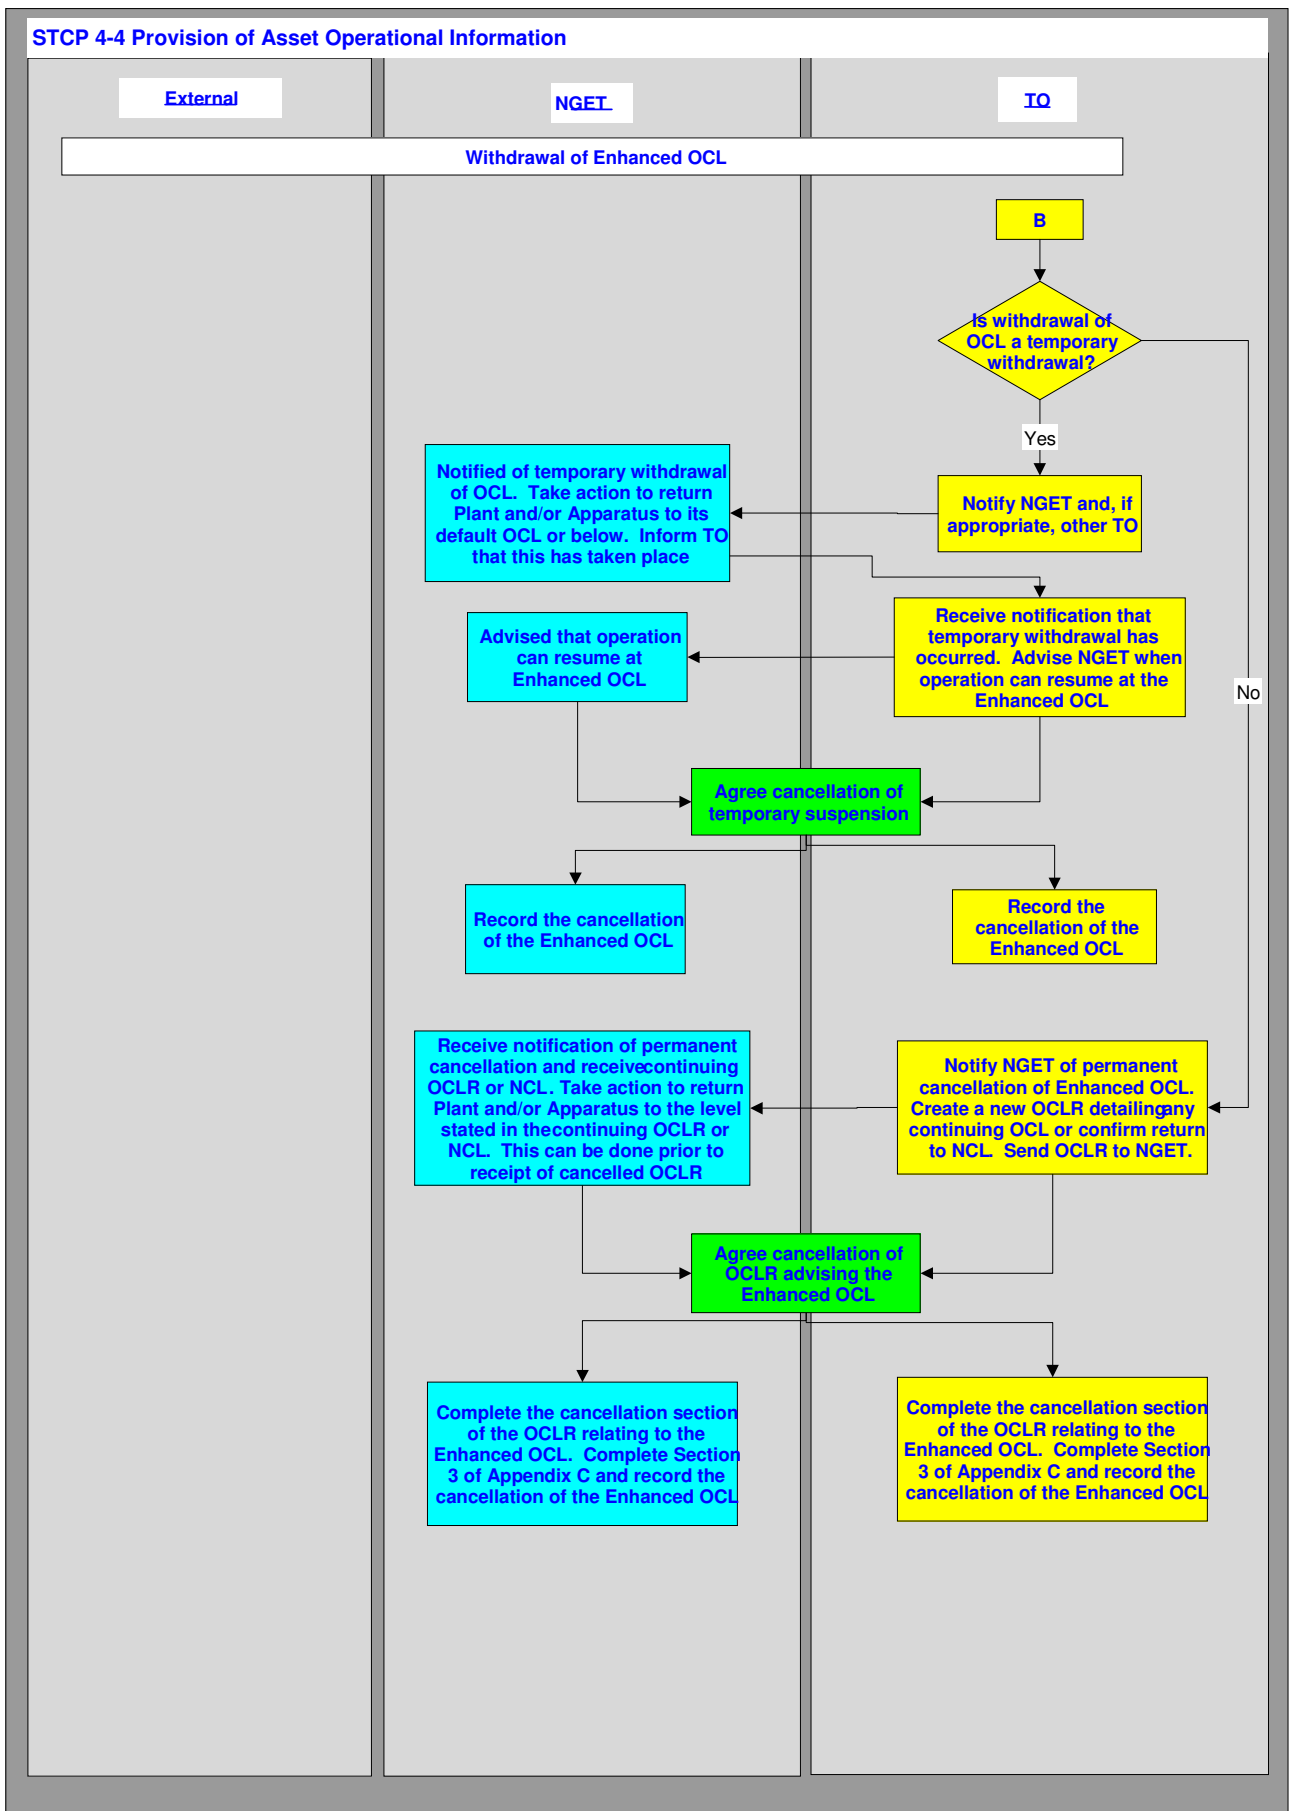 STCP 4-4 Provision of Asset Operational Information
External
NGET
TO
Withdrawal of Enhanced OCL
B
Is withdrawal of
OCL a temporary
withdrawal?
Yes
Notify NGET and, if
appropriate, other TO
Notified of temporary withdrawal
of OCL. Take action to return
Plant and/or Apparatus to its
default OCL or below. Inform TO
that this has taken place
Receive notification that
temporary withdrawal has
occurred. Advise NGET when
operation can resume at the
Enhanced OCL
Advised that operation
can resume at
Enhanced OCL
No
Agree cancellation of
temporary suspension
Record the cancellation
of the Enhanced OCL
Record the
cancellation of the
Enhanced OCL
Receive notification of permanent
cancellation and receivecontinuing
OCLR or NCL. Take action to return
Plant and/or Apparatus to the level
stated in thecontinuing OCLR or
NCL. This can be done prior to
receipt of cancelled OCLR
Notify NGET of permanent
cancellation of Enhanced OCL.
Create a new OCLR detailingany
continuing OCL or confirm return
to NCL. Send OCLR to NGET.
Agree cancellation of
OCLR advising the
Enhanced OCL
Complete the cancellation section
of the OCLR relating to the
Enhanced OCL. Complete Section
3 of Appendix C and record the
cancellation of the Enhanced OCL
Complete the cancellation section
of the OCLR relating to the
Enhanced OCL. Complete Section
3 of Appendix C and record the
cancellation of the Enhanced OCL